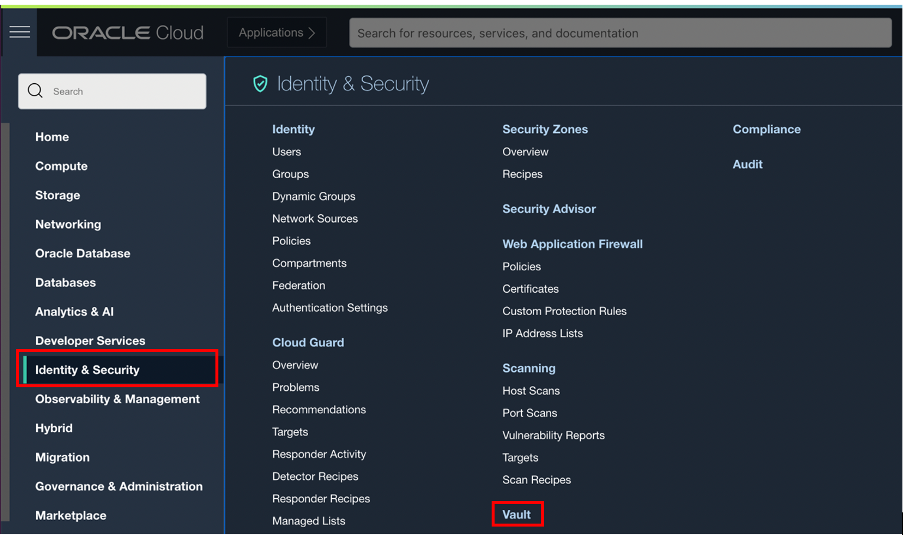 ORACLE Cloud
Applications >
Search for resources, services, and documentation
Search
Home
Compute
Storage
Networking
Oracle Database
Databases
Analytics & AI
Developer Services
Identity & Security
Observability & Management
Hybrid
Migration
Governance & Administration
Marketplace
Identity & Security
Identity
Users
Groups
Dynamic Groups
Network Sources
Policies
Compartments
Federation
Authentication Settings
Cloud Guard
Overview
Problems
Recommendations
Targets
Responder Activity
Detector Recipes
Responder Recipes
Managed Lists
Security Zones
Overview
Recipes
Security Advisor
Web Application Firewall
Policies
Certificates
Custom Protection Rules
IP Address Lists
Scanning
Host Scans
Port Scans
Vulnerability Reports
Targets
Scan Recipes
Vault
Compliance
Audit